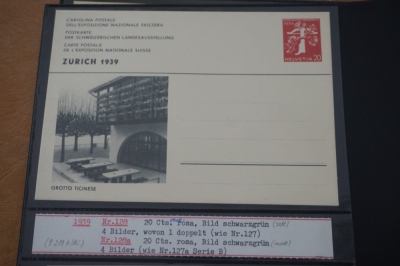 CARTOLINA POSTALE
DELL'ESPOSIZIONE NAZIONALE SVIZZERA
POSTKARTE
DER SCHWEIZERISCHEN LANDESAUSSTELLUNG
CARTE POSTALE
DE L'EXPOSITION NATIONALE SUISSE
ZURICH 1939
HELVETIA 20
GROTTO TICINESE
1939 Nr.129 20 Cts. rosa, Bild schwarzgrün
4 Bilder, wovon 1 doppelt (wie Nr.127)
Nr.129a 20 Cts. rosa, Bild schwarzgrün
4 Bilder (wie Nr.127a Serie B)